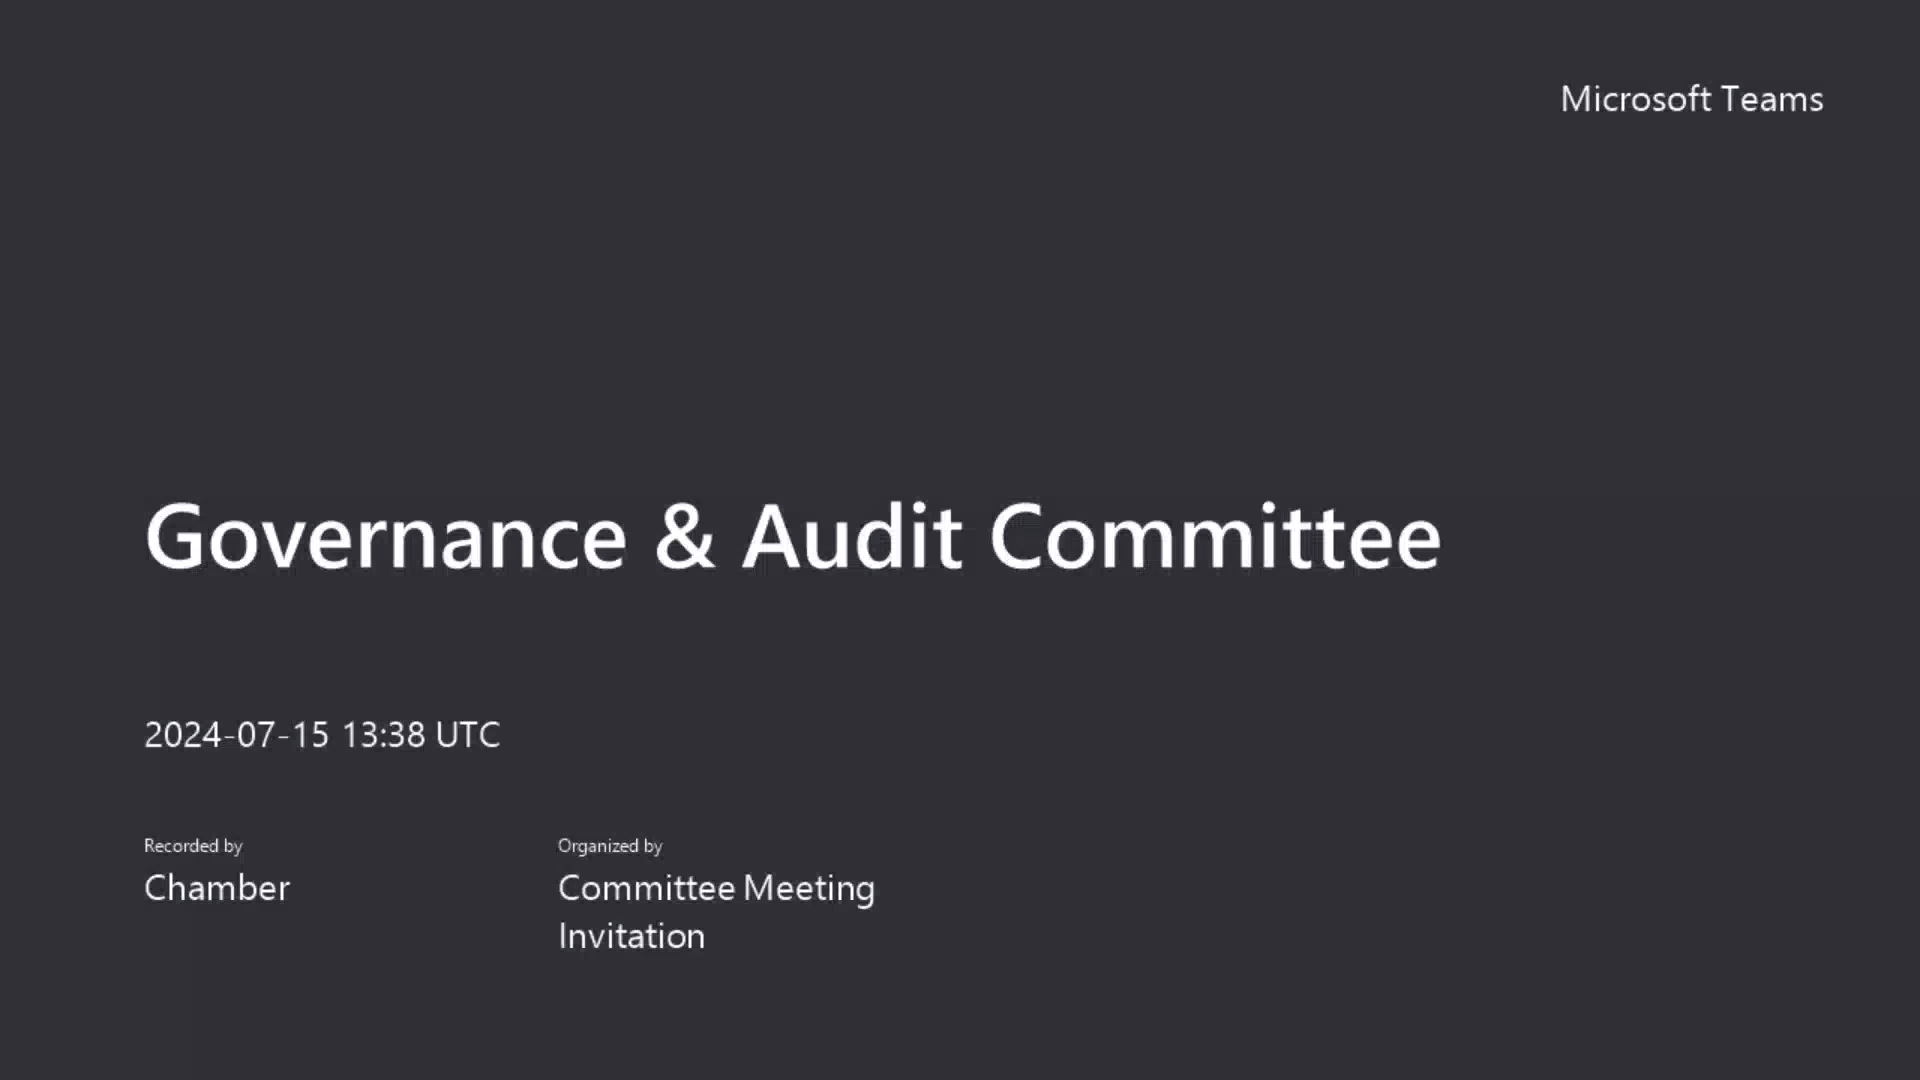 Microsoft Teams
Governance & Audit Committee
2024-07-15 13:38 UTC
Recorded by
Chamber
Organized by
Committee Meeting
Invitation